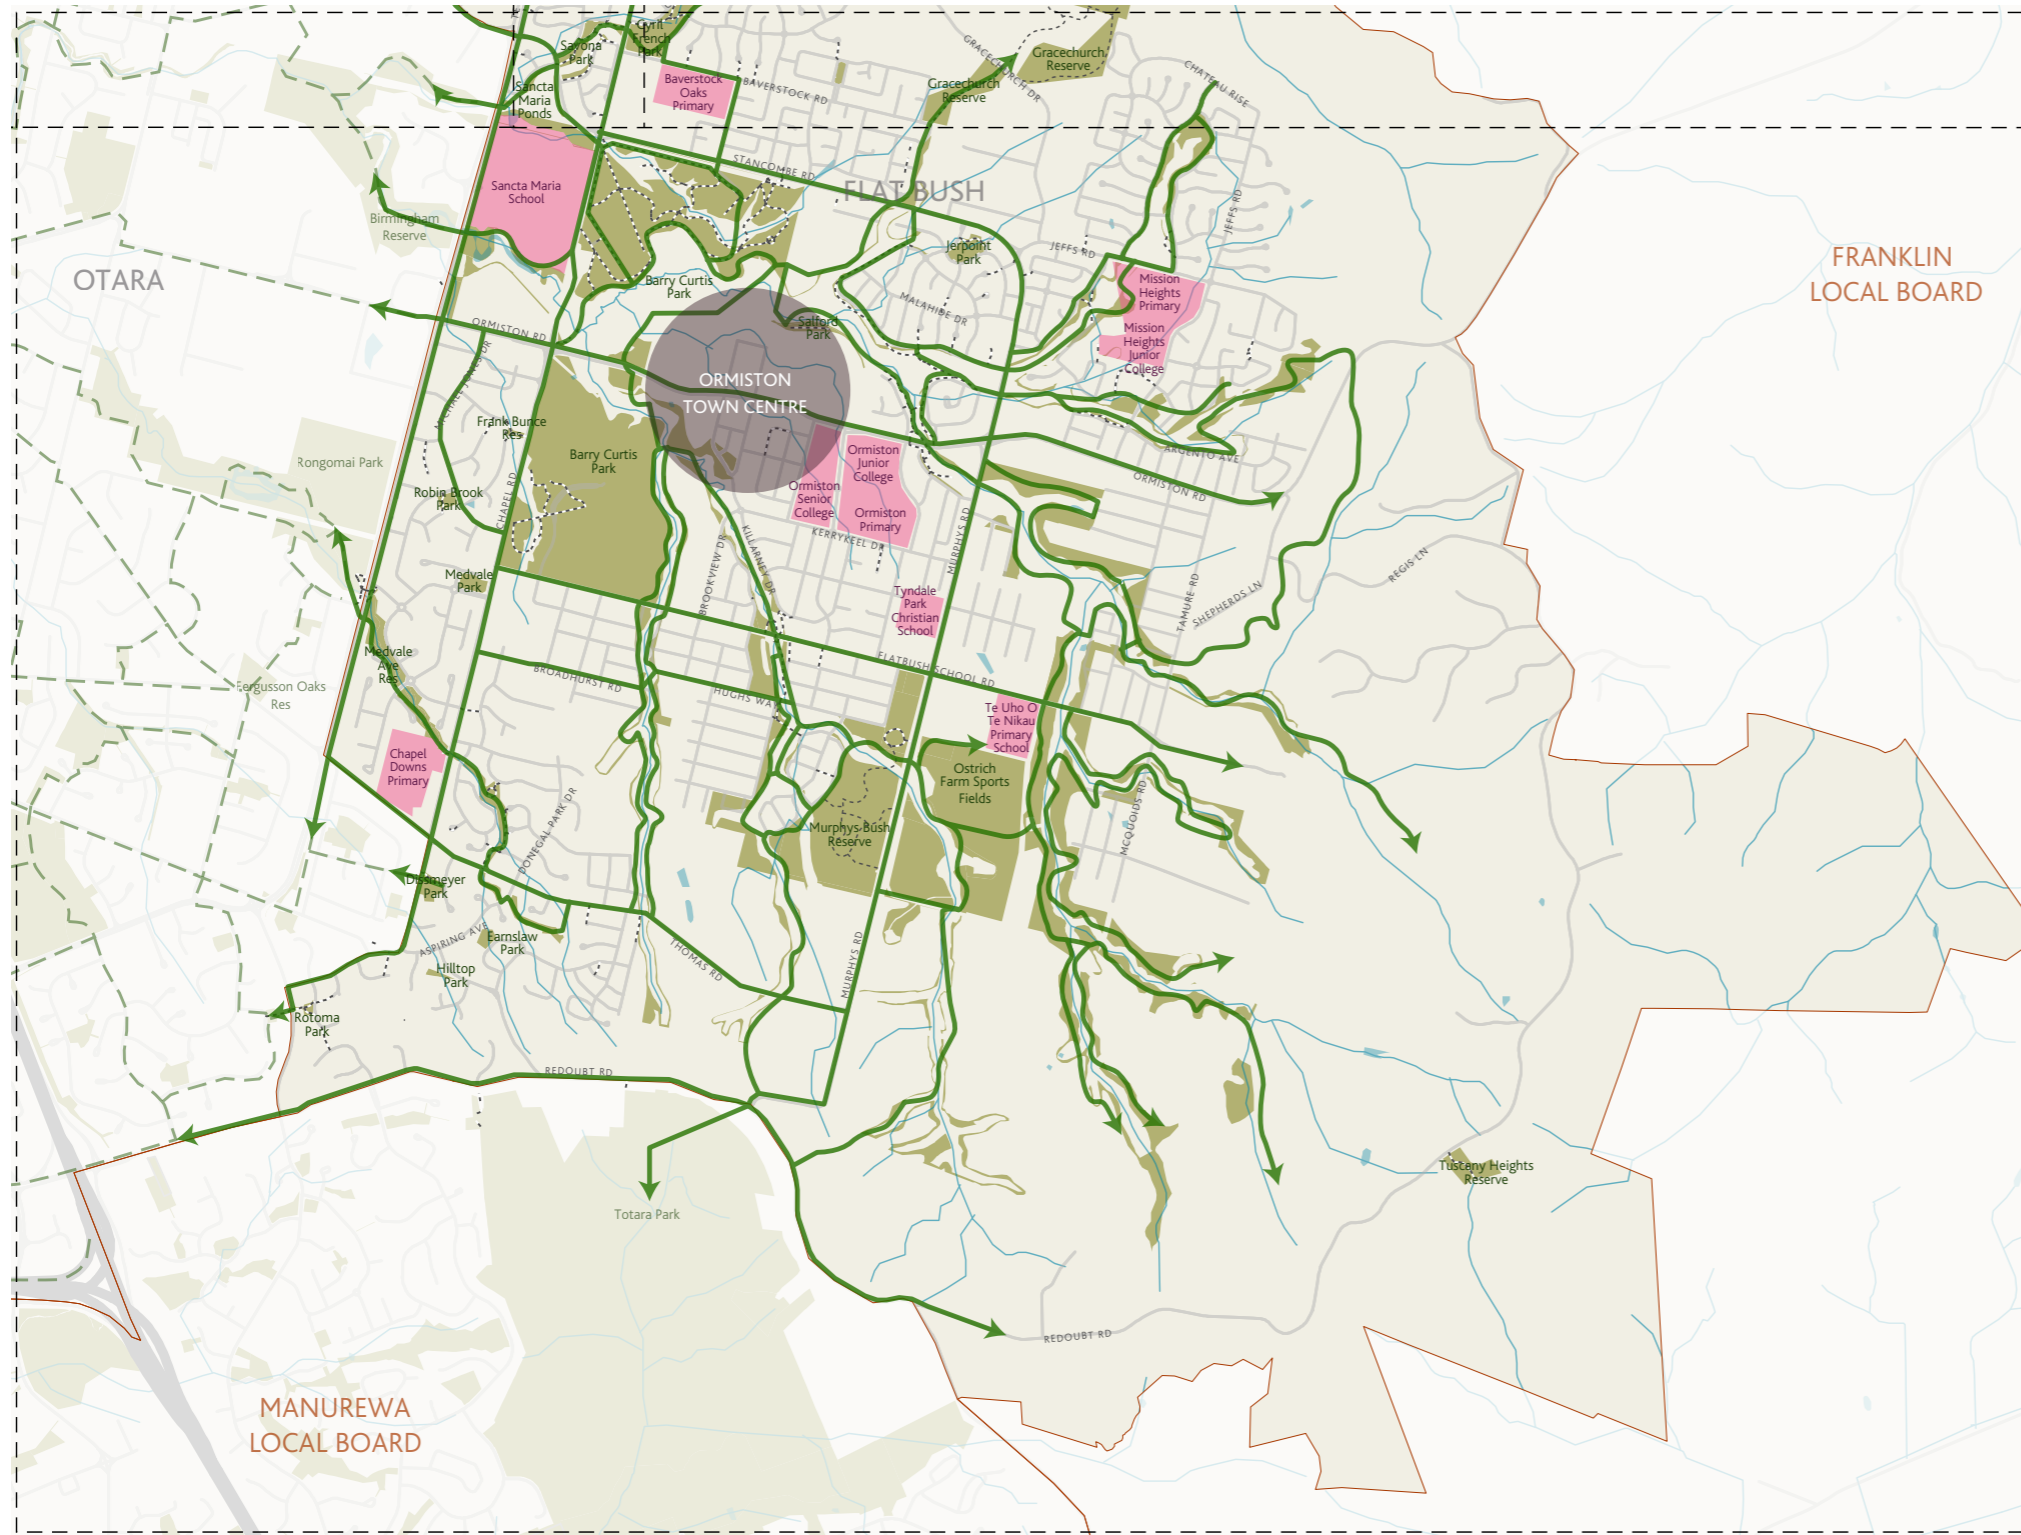 Cyril
French
Park
Savona
Park
Sancta
Maria
Ponds
Baverstock
Oaks
Primary
BAVERSTOCK RD
GRACECHURCH DR
Gracechurch
Reserve
Gracechurch
Reserve
CHATEAU RISE
STANCOMBE RD
FLAT BUSH
Sancta Maria
School
Birmingham
Reserve
OTARA
Jerpoint
Park
JEFFS RD
JEFFS RD
Mission
Heights
Primary
Mission
Heights
Junior
College
FRANKLIN
LOCAL BOARD
Barry Curtis
Park
MALAHIDE DR
Salford
Park
ORMISTON RD
MICHAEL JONES DR
ORMISTON
TOWN CENTRE
Frank Bunce
Res
Barry Curtis
Park
Rongomai Park
Robin Brook
Park
CHAPEL RD
Ormiston
Junior
College
Ormiston
Senior
College
Ormiston
Primary
KERRYKEEL DR
ARGENTO AVE
ORMISTON RD
MURPHYS RD
KILLARNEY DR
BROOKVIEW DR
Medvale
Park
Tyndale
Park
Christian
School
TAMURE RD
SHEPHERDS LN
REGIS LN
Medvale
Ave
Res
Fergusson Oaks
Res
BROADHURST RD
HUGHS WAY
FLATBUSH SCHOOL RD
Te Uho O
Te Nikau
Primary
School
Chapel
Downs
Primary
Ostrich
Farm Sports
Fields
Murphys Bush
Reserve
MCQUOIDS RD
DONEGAL PARK DR
Dissmeyer
Park
ASPIRING AVE
Earnslaw
Park
Hilltop
Park
THOMAS RD
MURPHYS RD
Rotoma
Park
REDOUBT RD
Tuscany Heights
Reserve
Totara Park
REDOUBT RD
MANUREWA
LOCAL BOARD